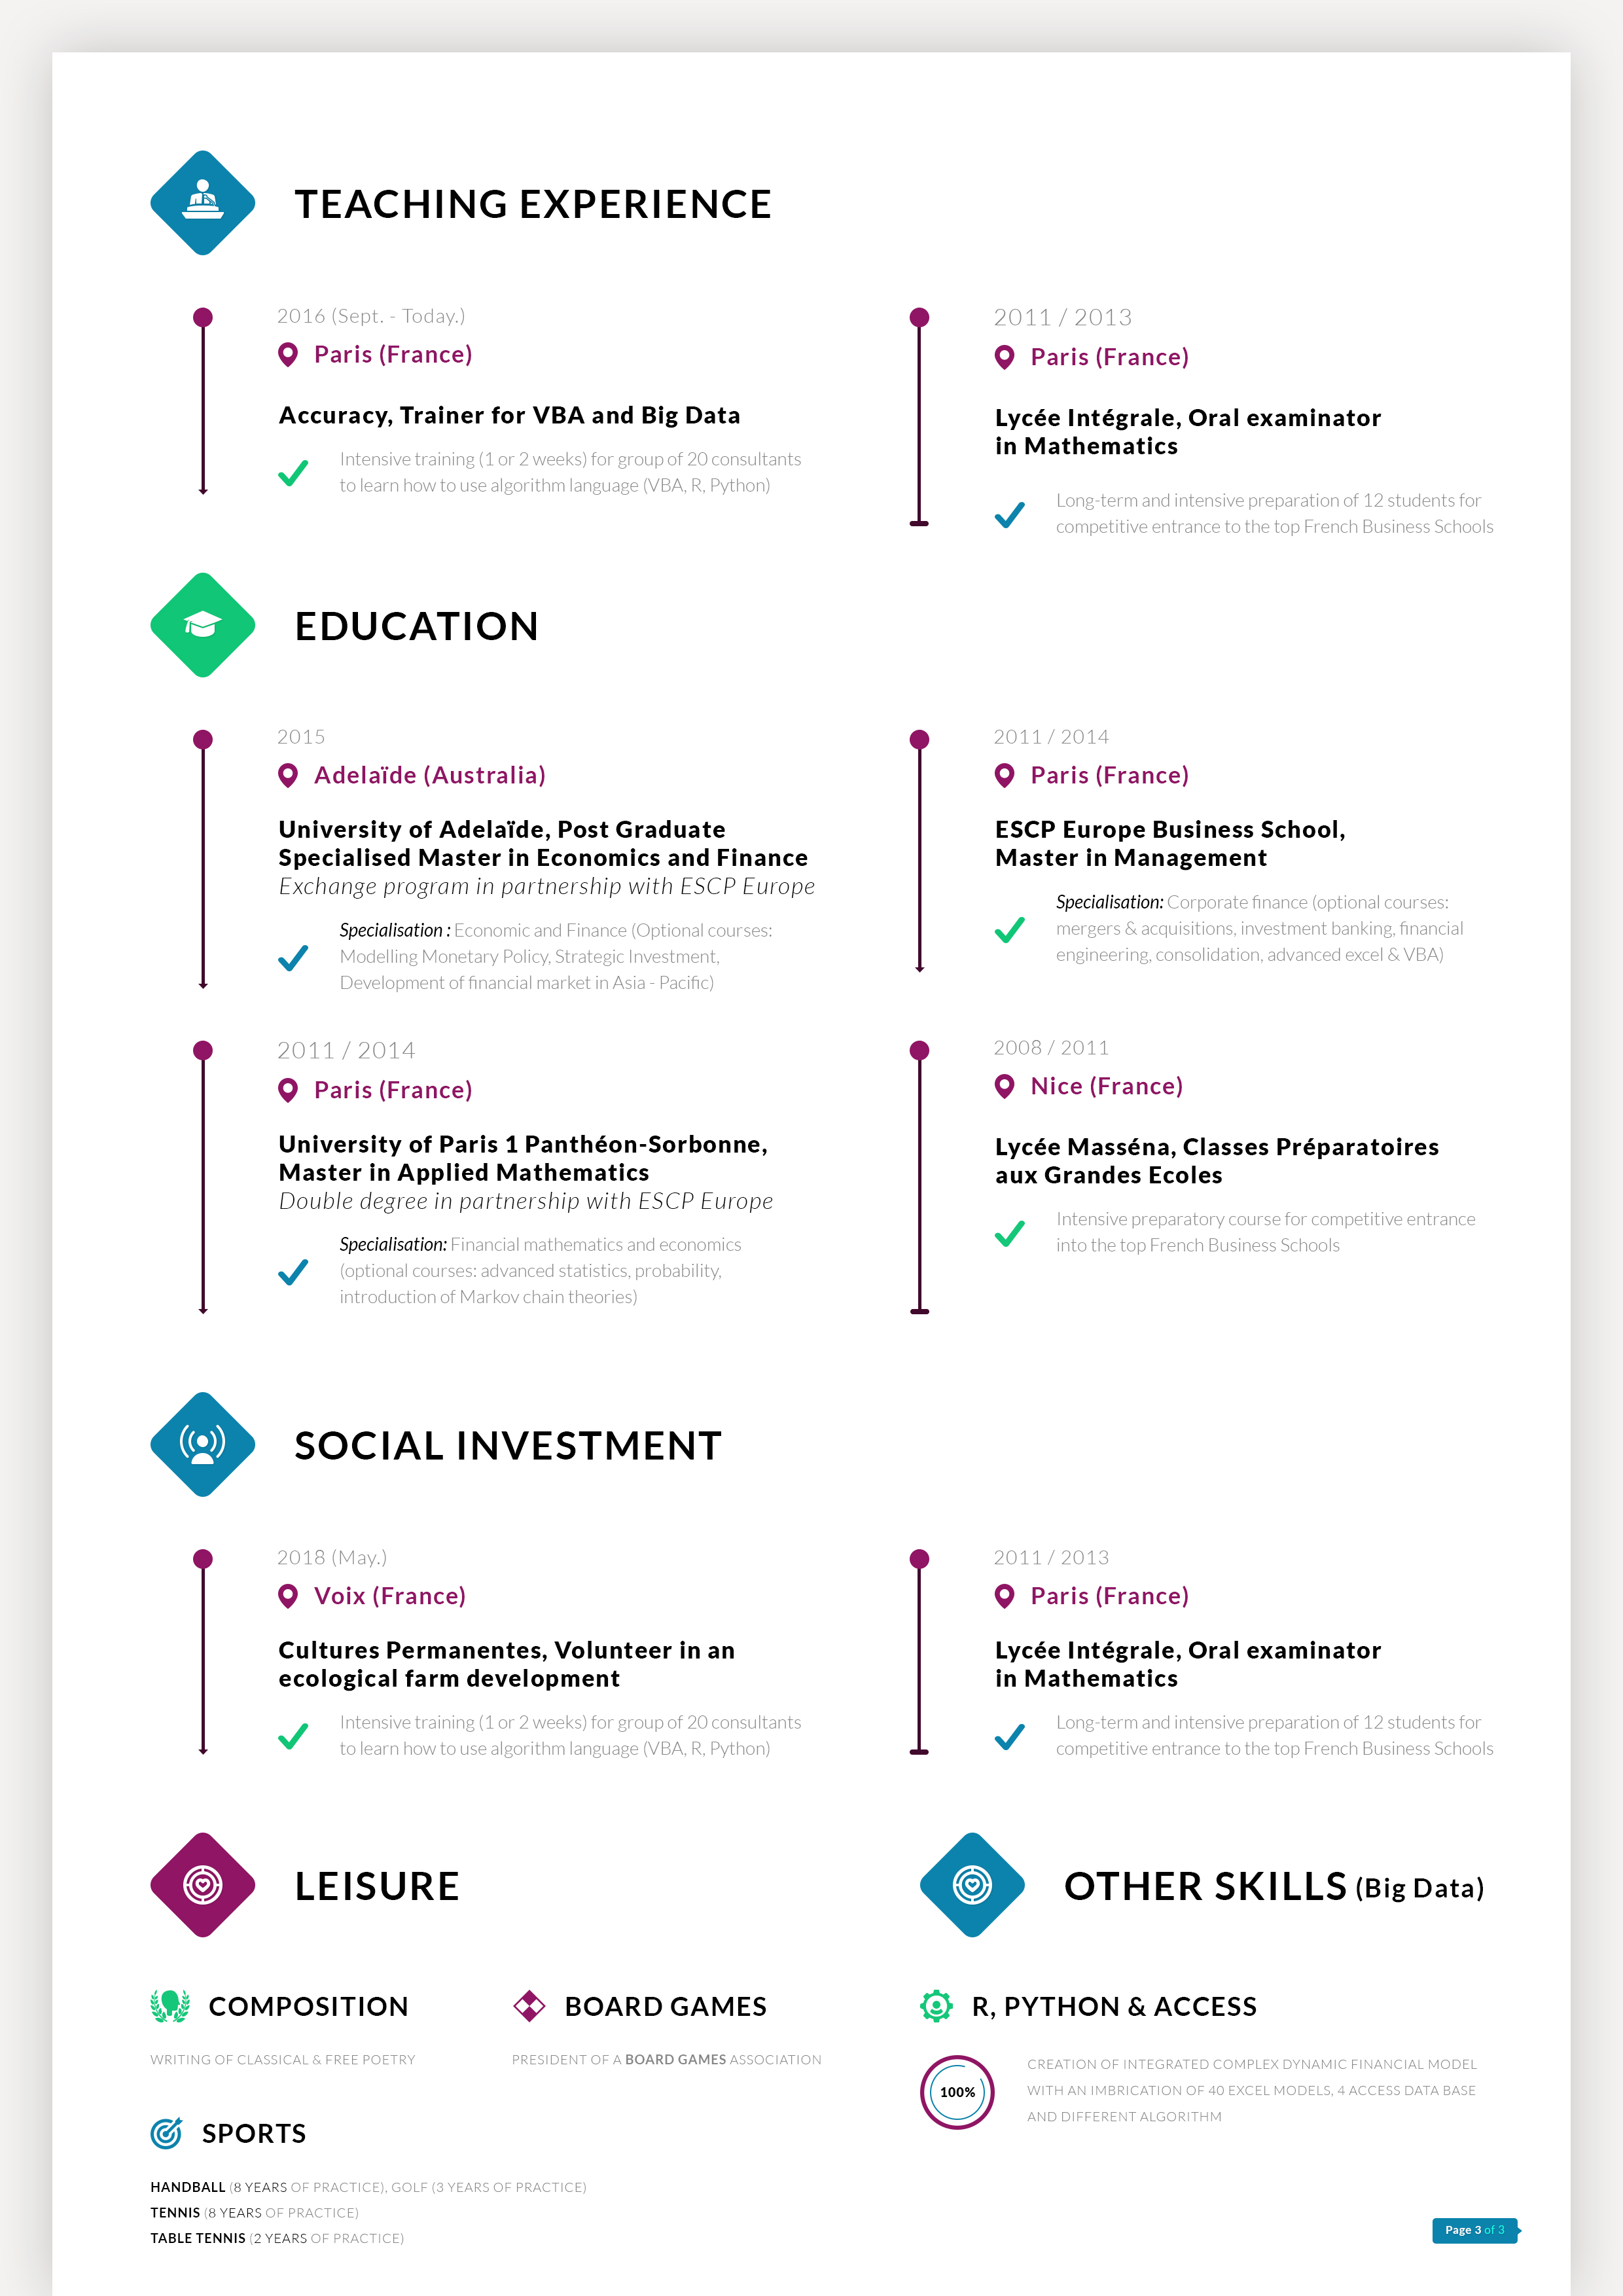 TEACHING EXPERIENCE
2016 (Sept. - Today.)
Paris (France)
Accuracy, Trainer for VBA and Big Data
Intensive training (1 or 2 weeks) for group of 20 consultants
to learn how to use algorithm language (VBA, R, Python)
2011 / 2013
Paris (France)
Lycée Intégrale, Oral examinator
in Mathematics
Long-term and intensive preparation of 12 students for
competitive entrance to the top French Business Schools
EDUCATION
2015
Adelaïde (Australia)
University of Adelaïde, Post Graduate
Specialised Master in Economics and Finance
Exchange program in partnership with ESCP Europe
Specialisation : Economic and Finance (Optional courses:
Modelling Monetary Policy, Strategic Investment,
Development of financial market in Asia - Pacific)
2011 / 2014
Paris (France)
ESCP Europe Business School,
Master in Management
Specialisation: Corporate finance (optional courses:
mergers & acquisitions, investment banking, financial
engineering, consolidation, advanced excel & VBA)
2011 / 2014
Paris (France)
University of Paris 1 Panthéon-Sorbonne,
Master in Applied Mathematics
Double degree in partnership with ESCP Europe
Specialisation: Financial mathematics and economics
(optional courses: advanced statistics, probability,
introduction of Markov chain theories)
2008 / 2011
Nice (France)
Lycée Masséna, Classes Préparatoires
aux Grandes Ecoles
Intensive preparatory course for competitive entrance
into the top French Business Schools
SOCIAL INVESTMENT
2018 (May.)
Voix (France)
Cultures Permanentes, Volunteer in an
ecological farm development
Intensive training (1 or 2 weeks) for group of 20 consultants
to learn how to use algorithm language (VBA, R, Python)
2011 / 2013
Paris (France)
Lycée Intégrale, Oral examinator
in Mathematics
Long-term and intensive preparation of 12 students for
competitive entrance to the top French Business Schools
LEISURE
COMPOSITION
WRITING OF CLASSICAL & FREE POETRY
BOARD GAMES
PRESIDENT OF A BOARD GAMES ASSOCIATION
SPORTS
HANDBALL (8 YEARS OF PRACTICE), GOLF (3 YEARS OF PRACTICE)
TENNIS (8 YEARS OF PRACTICE)
TABLE TENNIS (2 YEARS OF PRACTICE)
OTHER SKILLS (Big Data)
R, PYTHON & ACCESS
100%
CREATION OF INTEGRATED COMPLEX DYNAMIC FINANCIAL MODEL
WITH AN IMBRICATION OF 40 EXCEL MODELS, 4 ACCESS DATA BASE
AND DIFFERENT ALGORITHM
Page 3 of 3